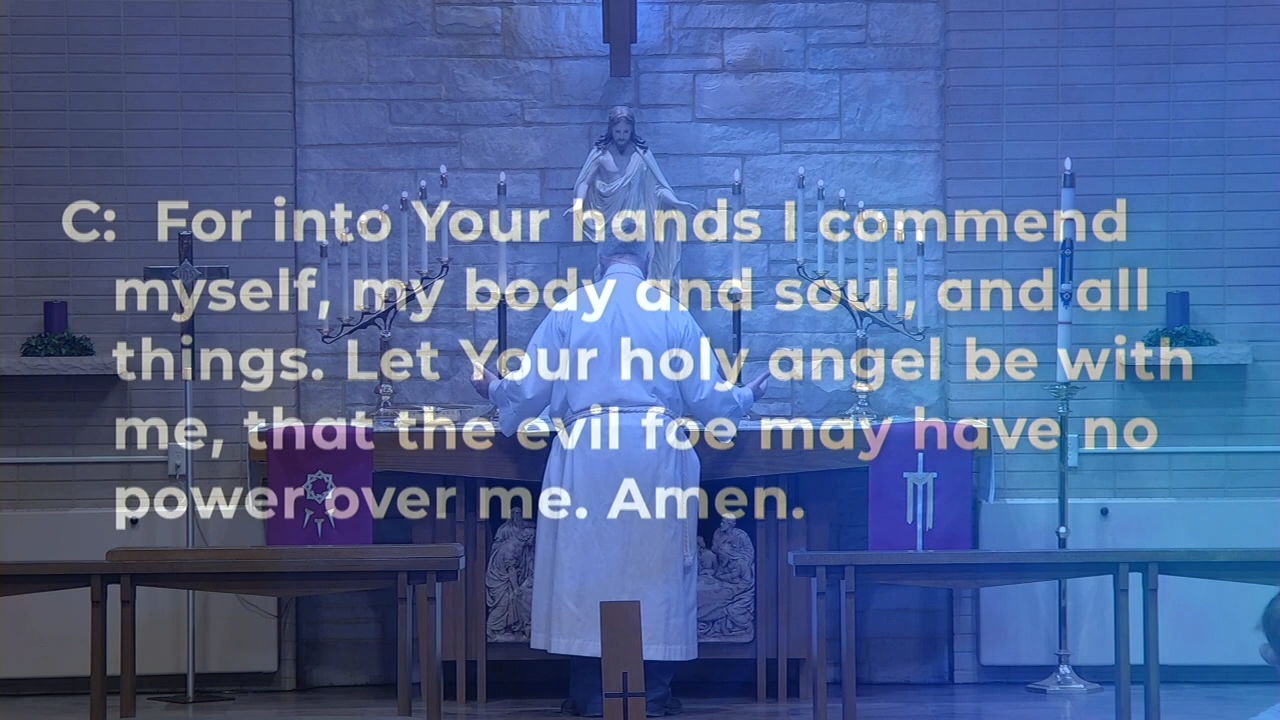 C: For into Your hands I commend
myself, my body and soul, and all
things. Let Your holy angel be with
me, that the evil foe may have no
power over me. Amen.